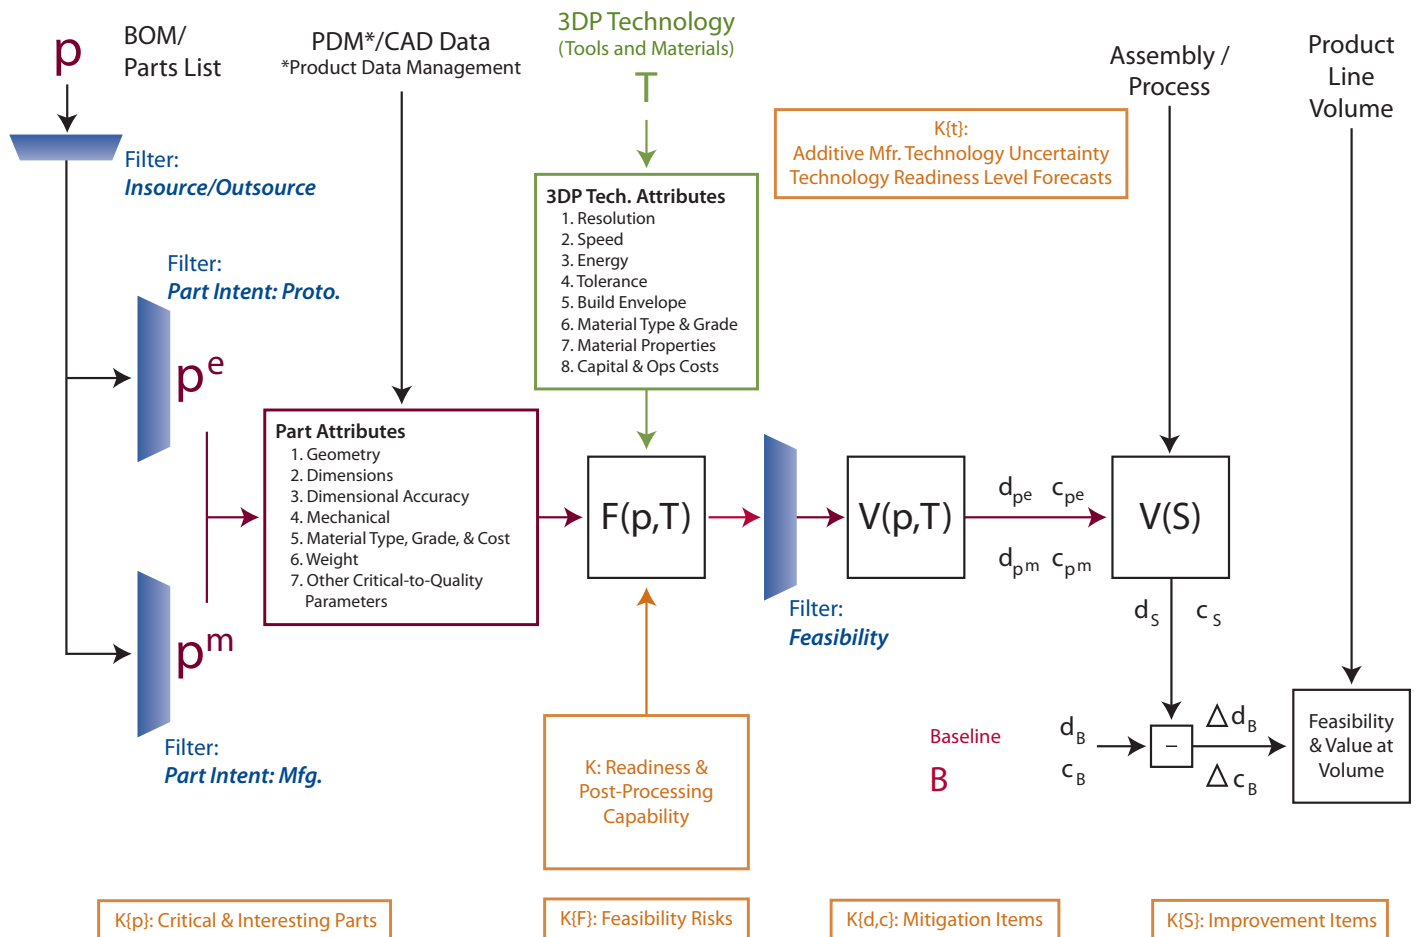 p
BOM/
Parts List
PDM*/CAD Data
*Product Data Management
3DP Technology
(Tools and Materials)
T
Assembly /
Process
Product
Line
Volume
K{t}:
Additive Mfr. Technology Uncertainty
Technology Readiness Level Forecasts
Filter:
Insource/Outsource
Filter:
Part Intent: Proto.
pe
3DP Tech. Attributes
1. Resolution
2. Speed
3. Energy
4. Tolerance
5. Build Envelope
6. Material Type & Grade
7. Material Properties
8. Capital & Ops Costs
Part Attributes
1. Geometry
2. Dimensions
3. Dimensional Accuracy
4. Mechanical
5. Material Type, Grade, & Cost
6. Weight
7. Other Critical-to-Quality
Parameters
F(p,T)
V(p,T)
dpe cpe
dpm cpm
V(S)
Filter:
Feasibility
pm
Filter:
Part Intent: Mfg.
dS cS
K: Readiness &
Post-Processing
Capability
Baseline
B
dB
cB
–
Δ dB
Δ cB
Feasibility
& Value at
Volume
K{p}: Critical & Interesting Parts
K{F}: Feasibility Risks
K{d,c}: Mitigation Items
K{S}: Improvement Items